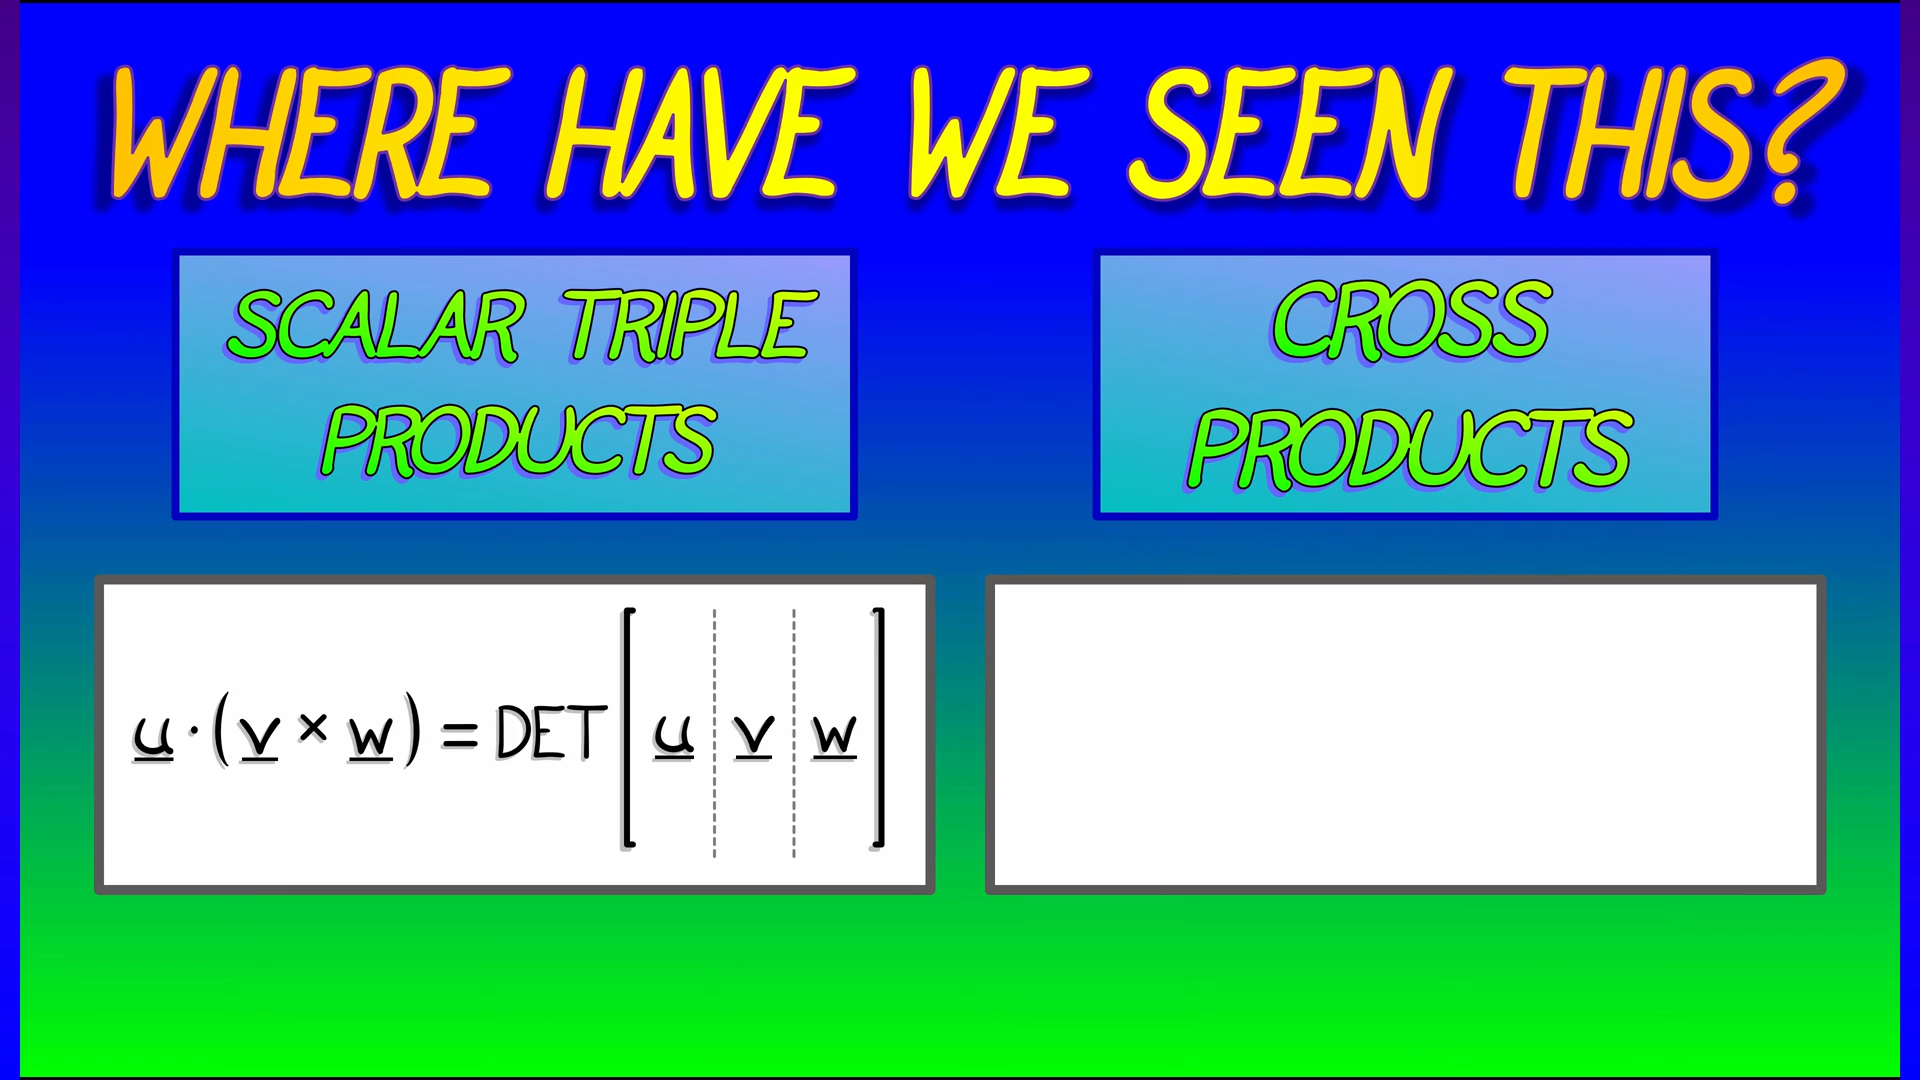 WHERE HAVE WE SEEN THIS?
SCALAR TRIPLE
PRODUCTS
CROSS
PRODUCTS
u · (v × w) = DET [ u | v | w ]